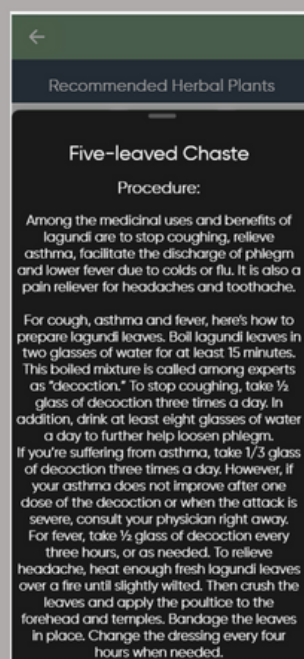 Recommended Herbal Plants
Five-leaved Chaste
Procedure:
Among the medicinal uses and benefits of
lagundi are to stop coughing, relieve
asthma, facilitate the discharge of phlegm
and lower fever due to colds or flu. It is also a
pain reliever for headaches and toothache.
For cough, asthma and fever, here's how to
prepare lagundi leaves. Boil lagundi leaves in
two glasses of water for at least 15 minutes.
This boiled mixture is called among experts
as "decoction." To stop coughing, take ½
glass of decoction three times a day. In
addition, drink at least eight glasses of water
a day to further help loosen phlegm.
If you're suffering from asthma, take 1/3 glass
of decoction three times a day. However, if
your asthma does not improve after one
dose of the decoction or when the attack is
severe, consult your physician right away.
For fever, take ½ glass of decoction every
three hours, or as needed. To relieve
headache, heat enough fresh lagundi leaves
over a fire until slightly wilted. Then crush the
leaves and apply the poultice to the
forehead and temples. Bandage the leaves
in place. Change the dressing every four
hours when needed.